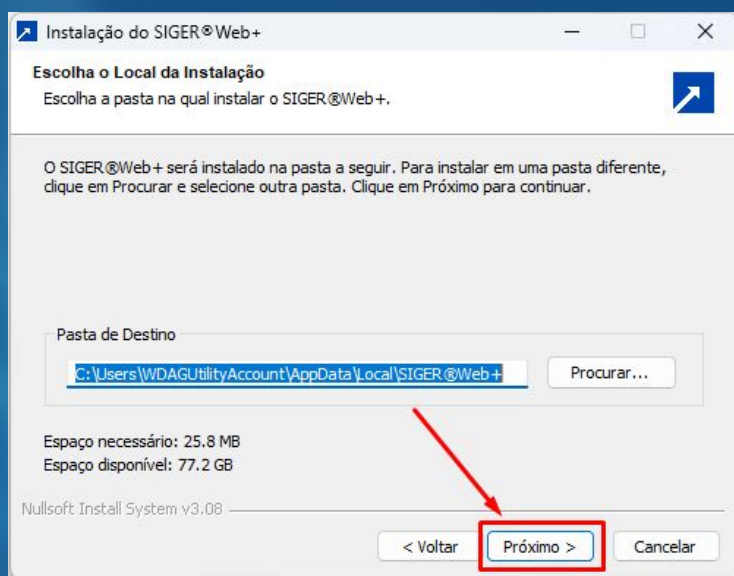 Instalação do SIGER®Web+
Escolha o Local da Instalação
Escolha a pasta na qual instalar o SIGER®Web+.
O SIGER®Web+ será instalado na pasta a seguir. Para instalar em uma pasta diferente,
clique em Procurar e selecione outra pasta. Clique em Próximo para continuar.
Pasta de Destino
C:\Users\WDAGUtilityAccount\AppData\Local\SIGER®Web+
Procurar...
Espaço necessário: 25.8 MB
Espaço disponível: 77.2 GB
Nullsoft Install System v3.08
< Voltar Próximo > Cancelar